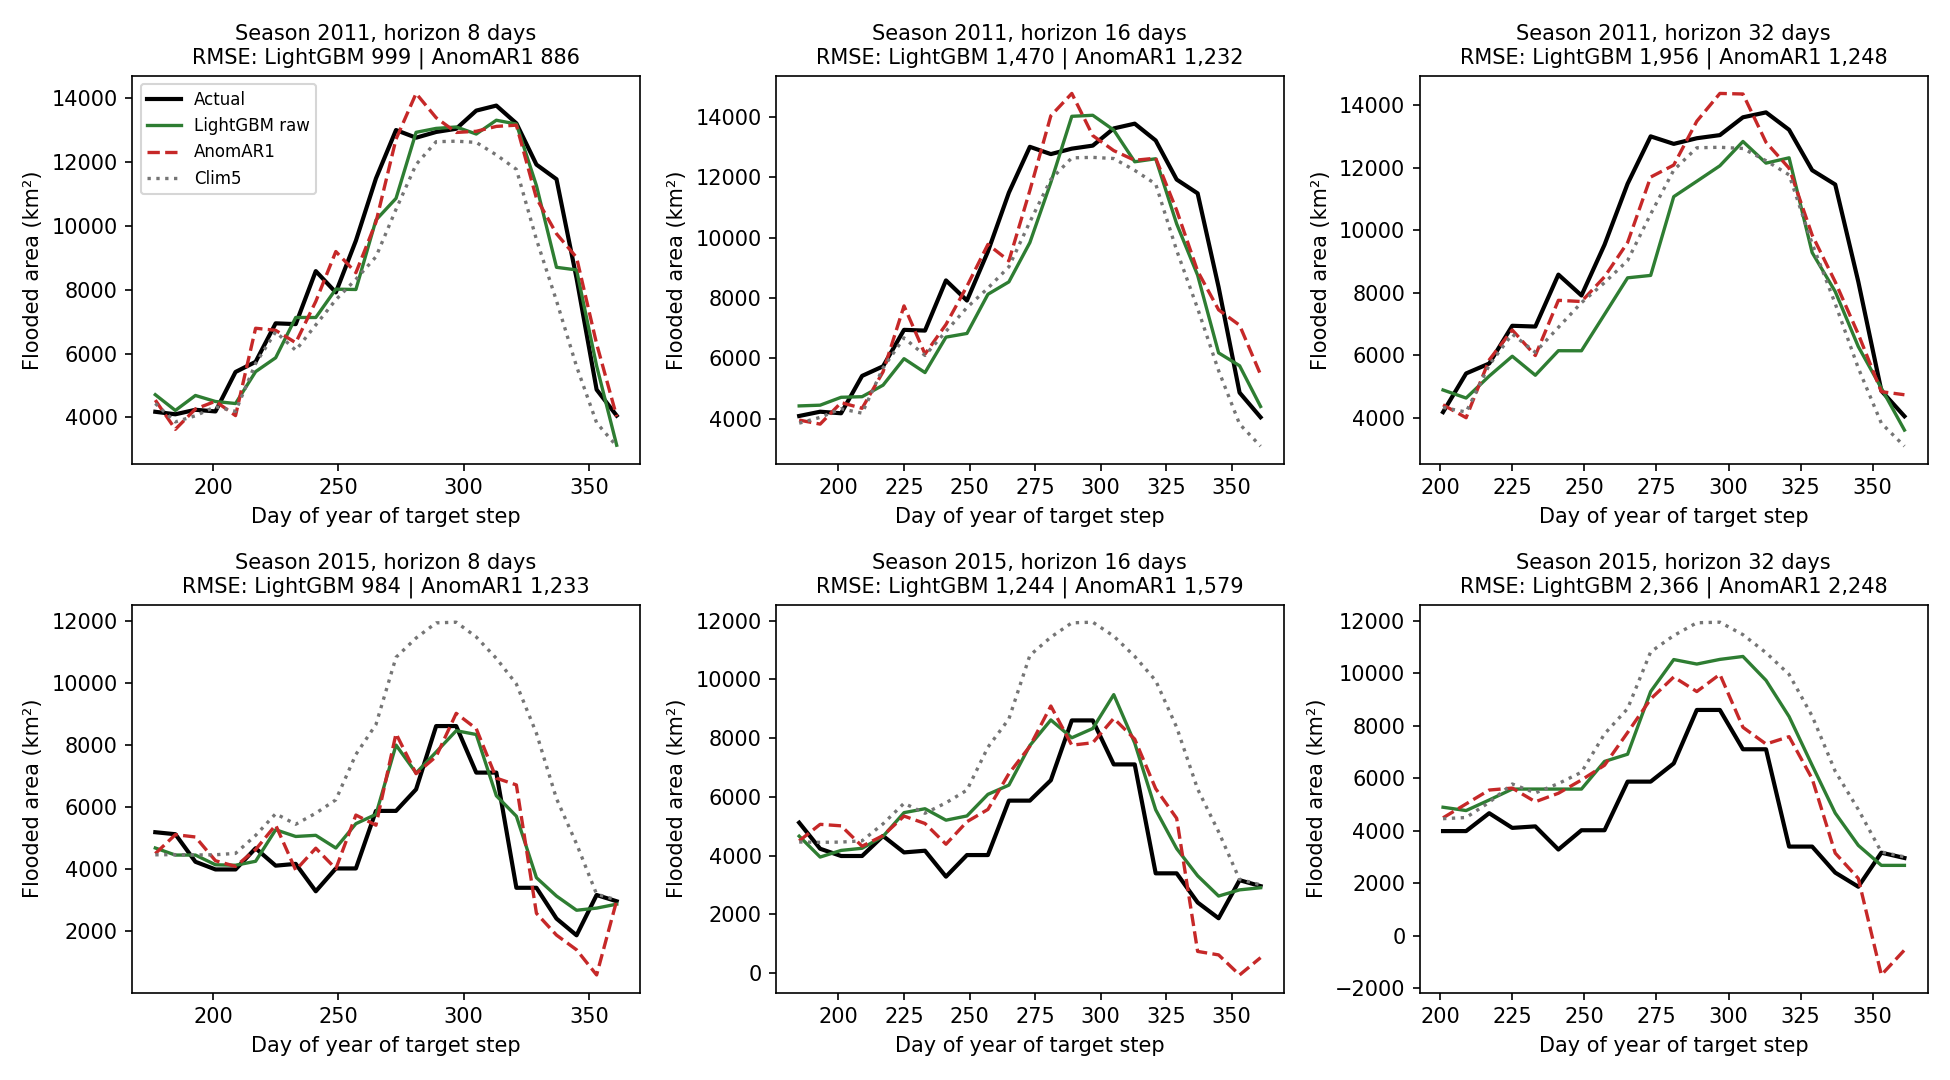 Season 2011, horizon 8 days
RMSE: LightGBM 999 | AnomAR1 886
Flooded area (km²)
14000
12000
10000
8000
6000
4000
Actual
LightGBM raw
AnomAR1
Clim5
200
250
300
350
Day of year of target step
Season 2011, horizon 16 days
RMSE: LightGBM 1,470 | AnomAR1 1,232
Flooded area (km²)
14000
12000
10000
8000
6000
4000
200
225
250
275
300
325
350
Day of year of target step
Season 2011, horizon 32 days
RMSE: LightGBM 1,956 | AnomAR1 1,248
Flooded area (km²)
14000
12000
10000
8000
6000
4000
200
225
250
275
300
325
350
Day of year of target step
Season 2015, horizon 8 days
RMSE: LightGBM 984 | AnomAR1 1,233
Flooded area (km²)
12000
10000
8000
6000
4000
2000
200
250
300
350
Day of year of target step
Season 2015, horizon 16 days
RMSE: LightGBM 1,244 | AnomAR1 1,579
Flooded area (km²)
12000
10000
8000
6000
4000
2000
0
200
225
250
275
300
325
350
Day of year of target step
Season 2015, horizon 32 days
RMSE: LightGBM 2,366 | AnomAR1 2,248
Flooded area (km²)
12000
10000
8000
6000
4000
2000
0
−2000
200
225
250
275
300
325
350
Day of year of target step